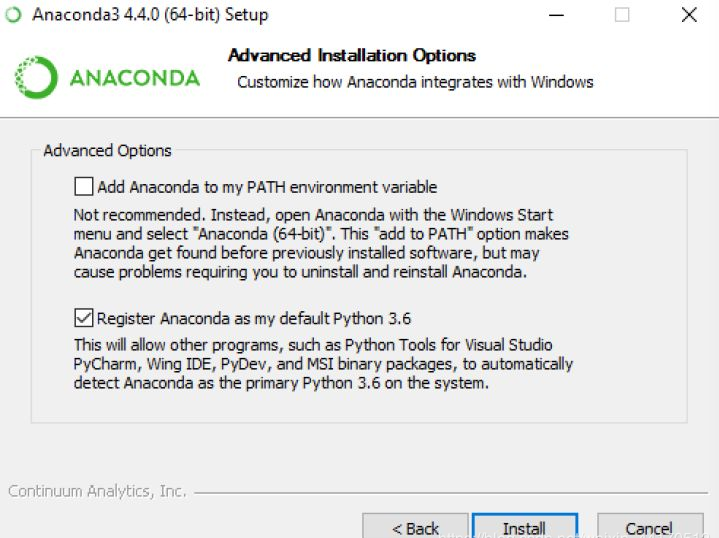 Anaconda3 4.4.0 (64-bit) Setup
Advanced Installation Options
ANACONDA
Customize how Anaconda integrates with Windows
Advanced Options
Add Anaconda to my PATH environment variable
Not recommended. Instead, open Anaconda with the Windows Start
menu and select "Anaconda (64-bit)". This "add to PATH" option makes
Anaconda get found before previously installed software, but may
cause problems requiring you to uninstall and reinstall Anaconda.
Register Anaconda as my default Python 3.6
This will allow other programs, such as Python Tools for Visual Studio
PyCharm, Wing IDE, PyDev, and MSI binary packages, to automatically
detect Anaconda as the primary Python 3.6 on the system.
Continuum Analytics, Inc.
< Back Install Cancel